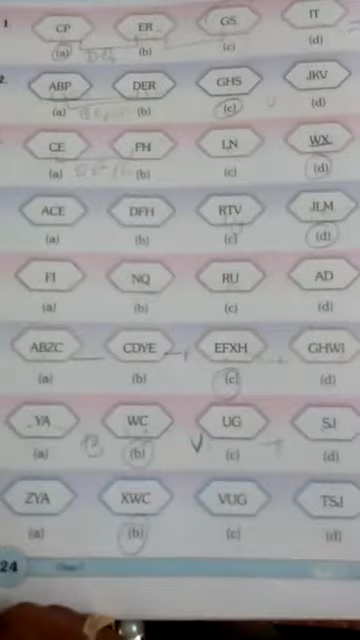 1. CP ER GS IT
(a) (b) (c) (d)
2. ABP DER GHS JKV
(a) (b) (c) (d)
CE FH LN WX
(a) (b) (c) (d)
ACE DFH RTV JLM
(a) (b) (c) (d)
FI NQ RU AD
(a) (b) (c) (d)
ABZC CDYE EFXH GHWI
(a) (b) (c) (d)
YA WC UG SJ
(a) (b) (c) (d)
ZYA XWC VUG TSJ
(a) (b) (c) (d)
24